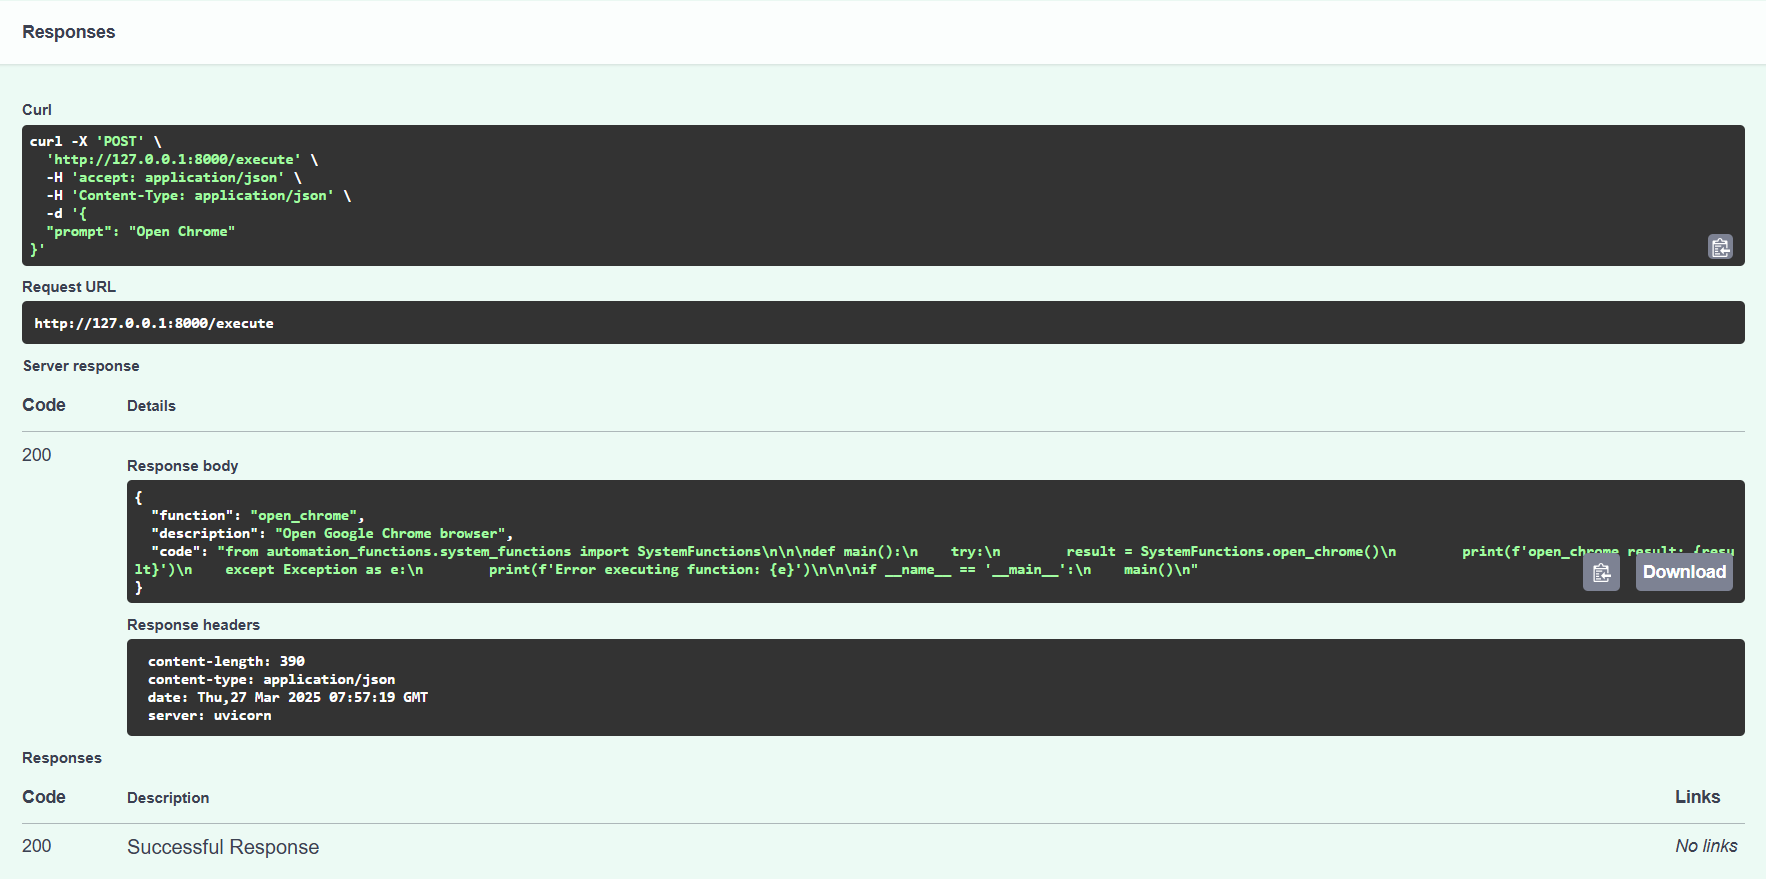 Responses
Curl
curl -X 'POST' \
  'http://127.0.0.1:8000/execute' \
  -H 'accept: application/json' \
  -H 'Content-Type: application/json' \
  -d '{
  "prompt": "Open Chrome"
}'
Request URL
http://127.0.0.1:8000/execute
Server response
Code Details
200
Response body
{
  "function": "open_chrome",
  "description": "Open Google Chrome browser",
  "code": "from automation_functions.system_functions import SystemFunctions\n\n\ndef main():\n    try:\n        result = SystemFunctions.open_chrome()\n        print(f'open_chrome result: {resu
lt}')\n    except Exception as e:\n        print(f'Error executing function: {e}')\n\n\nif __name__ == '__main__':\n    main()\n"
}
Download
Response headers
content-length: 390
content-type: application/json
date: Thu,27 Mar 2025 07:57:19 GMT
server: uvicorn
Responses
Code Description Links
200 Successful Response No links